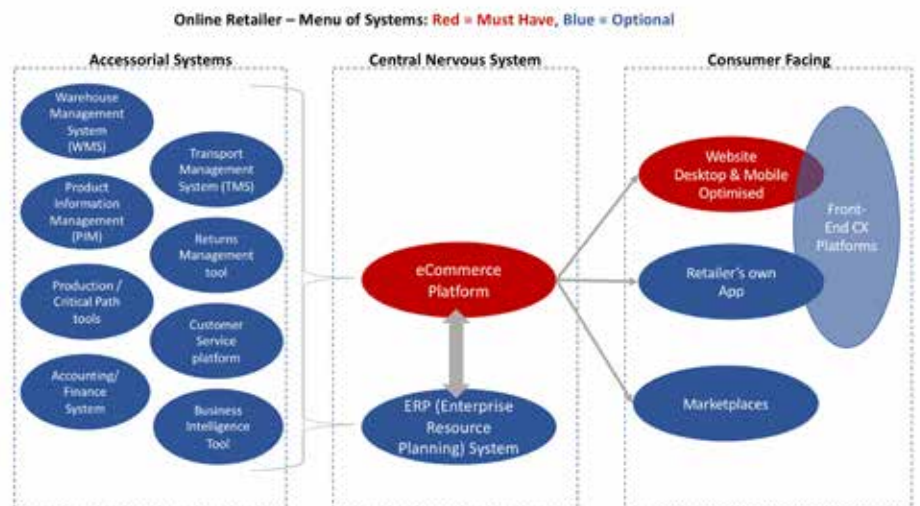 Online Retailer – Menu of Systems: Red = Must Have, Blue = Optional
Accessorial Systems
Warehouse
Management
System
(WMS)
Transport
Management
System (TMS)
Product
Information
Management
(PIM)
Returns
Management
tool
Production /
Critical Path
tools
Customer
Service
platform
Accounting/
Finance
System
Business
Intelligence
Tool
Central Nervous System
eCommerce
Platform
ERP (Enterprise
Resource
Planning) System
Consumer Facing
Website
Desktop & Mobile
Optimised
Front-
End CX
Platforms
Retailer's own
App
Marketplaces